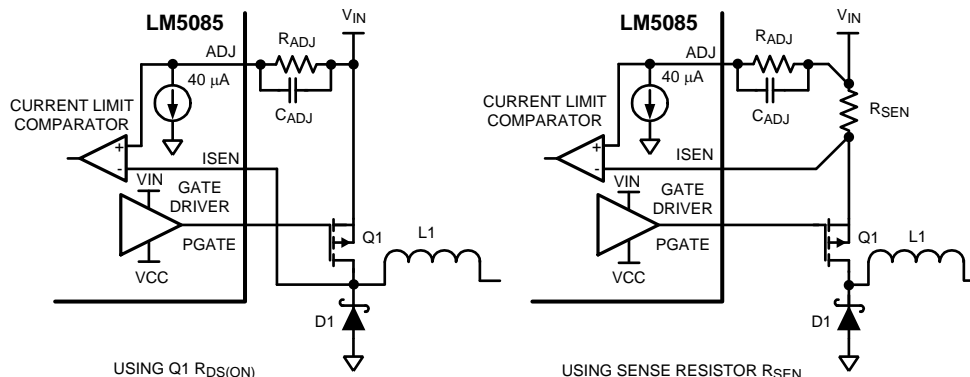 LM5085
VIN
RADJ
ADJ
40 μA
CADJ
CURRENT LIMIT
COMPARATOR
+
-
ISEN
VIN
GATE
DRIVER
PGATE
VCC
Q1
L1
D1
USING Q1 RDS(ON)
LM5085
VIN
RADJ
ADJ
40 μA
CADJ
RSEN
CURRENT LIMIT
COMPARATOR
+
-
ISEN
VIN
GATE
DRIVER
PGATE
VCC
Q1
L1
D1
USING SENSE RESISTOR RSEN